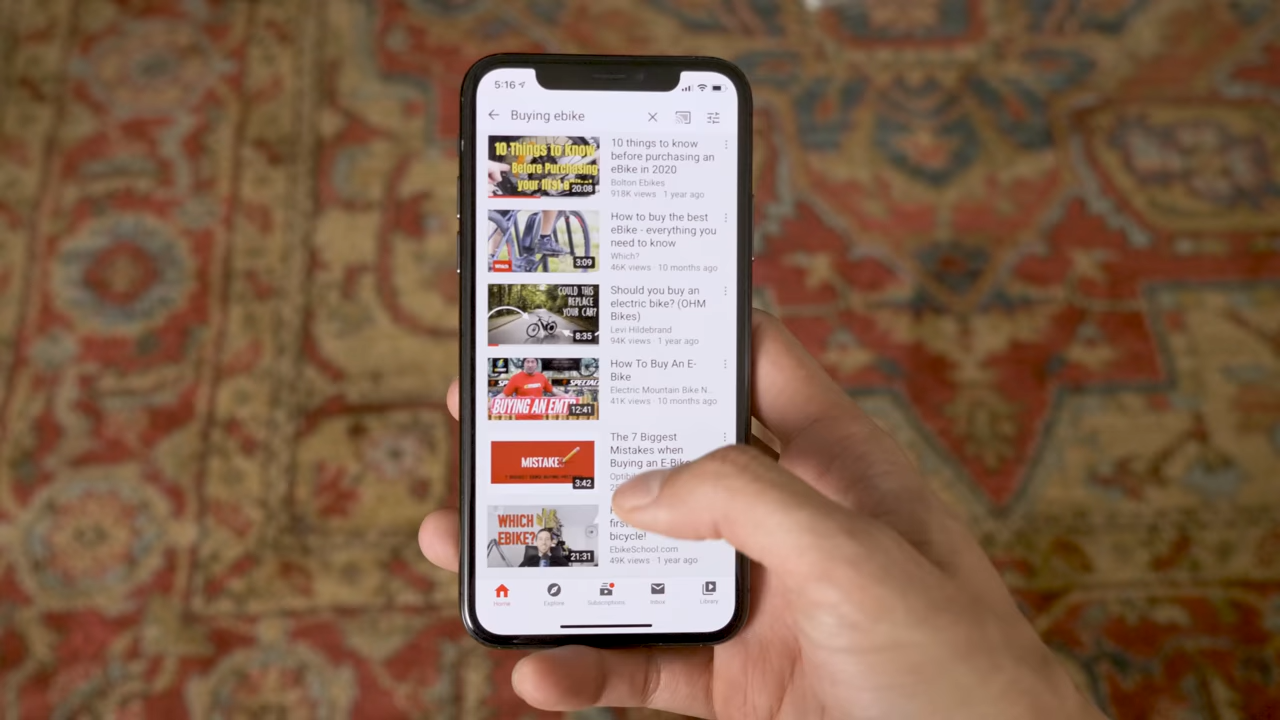 5:16
Buying ebike
10 Things to Know
Before Purchasing
your first
20:08
10 things to know
before purchasing an
eBike in 2020
Bolton Ebikes
918K views · 1 year ago
Which?
3:09
How to buy the best
eBike - everything you
need to know
Which?
46K views · 10 months ago
COULD THIS
REPLACE
YOUR CAR?
8:35
Should you buy an
electric bike? (OHM
Bikes)
Levi Hildebrand
94K views · 1 year ago
BUYING AN EMT
12:41
How To Buy An E-
Bike
Electric Mountain Bike N...
41K views · 10 months ago
MISTAKE
3:42
The 7 Biggest
Mistakes when
Buying an E-Bike
WHICH
EBIKE?
21:31
first
bicycle!
EbikeSchool.com
49K views · 1 year ago
Home
Explore
Subscriptions
Inbox
Library